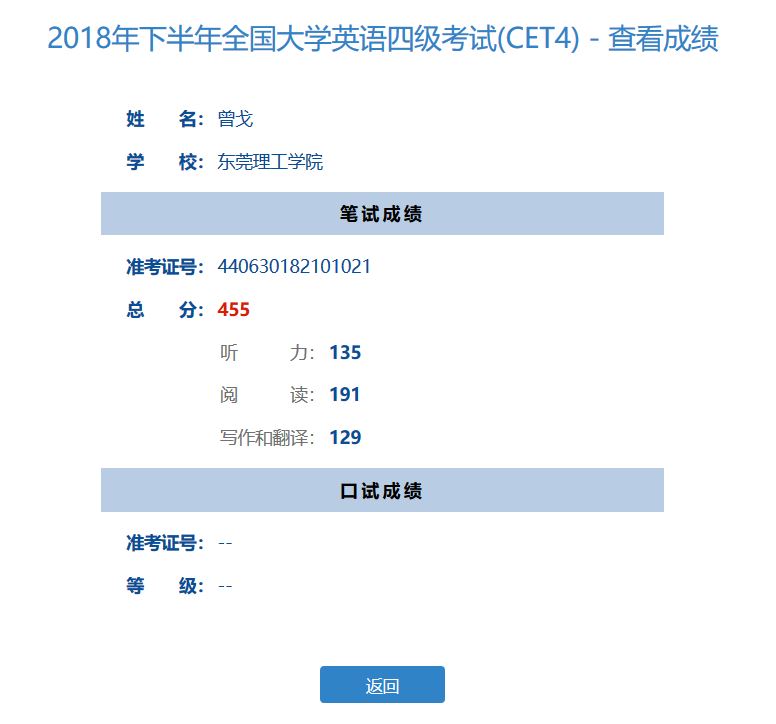 2018年下半年全国大学英语四级考试(CET4) - 查看成绩
姓 名： 曾戈
学 校： 东莞理工学院
笔试成绩
准考证号： 440630182101021
总 分： 455
听 力： 135
阅 读： 191
写作和翻译： 129
口试成绩
准考证号： --
等 级： --
返回